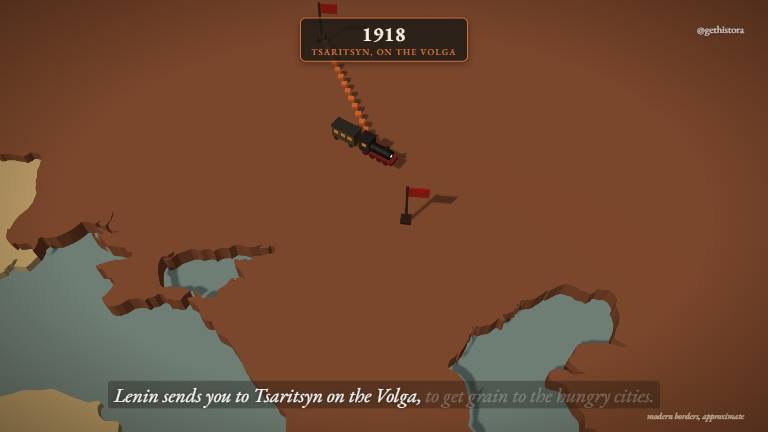 1918
TSARITSYN, ON THE VOLGA
@gethistora
Lenin sends you to Tsaritsyn on the Volga, to get grain to the hungry cities.
modern borders, approximate